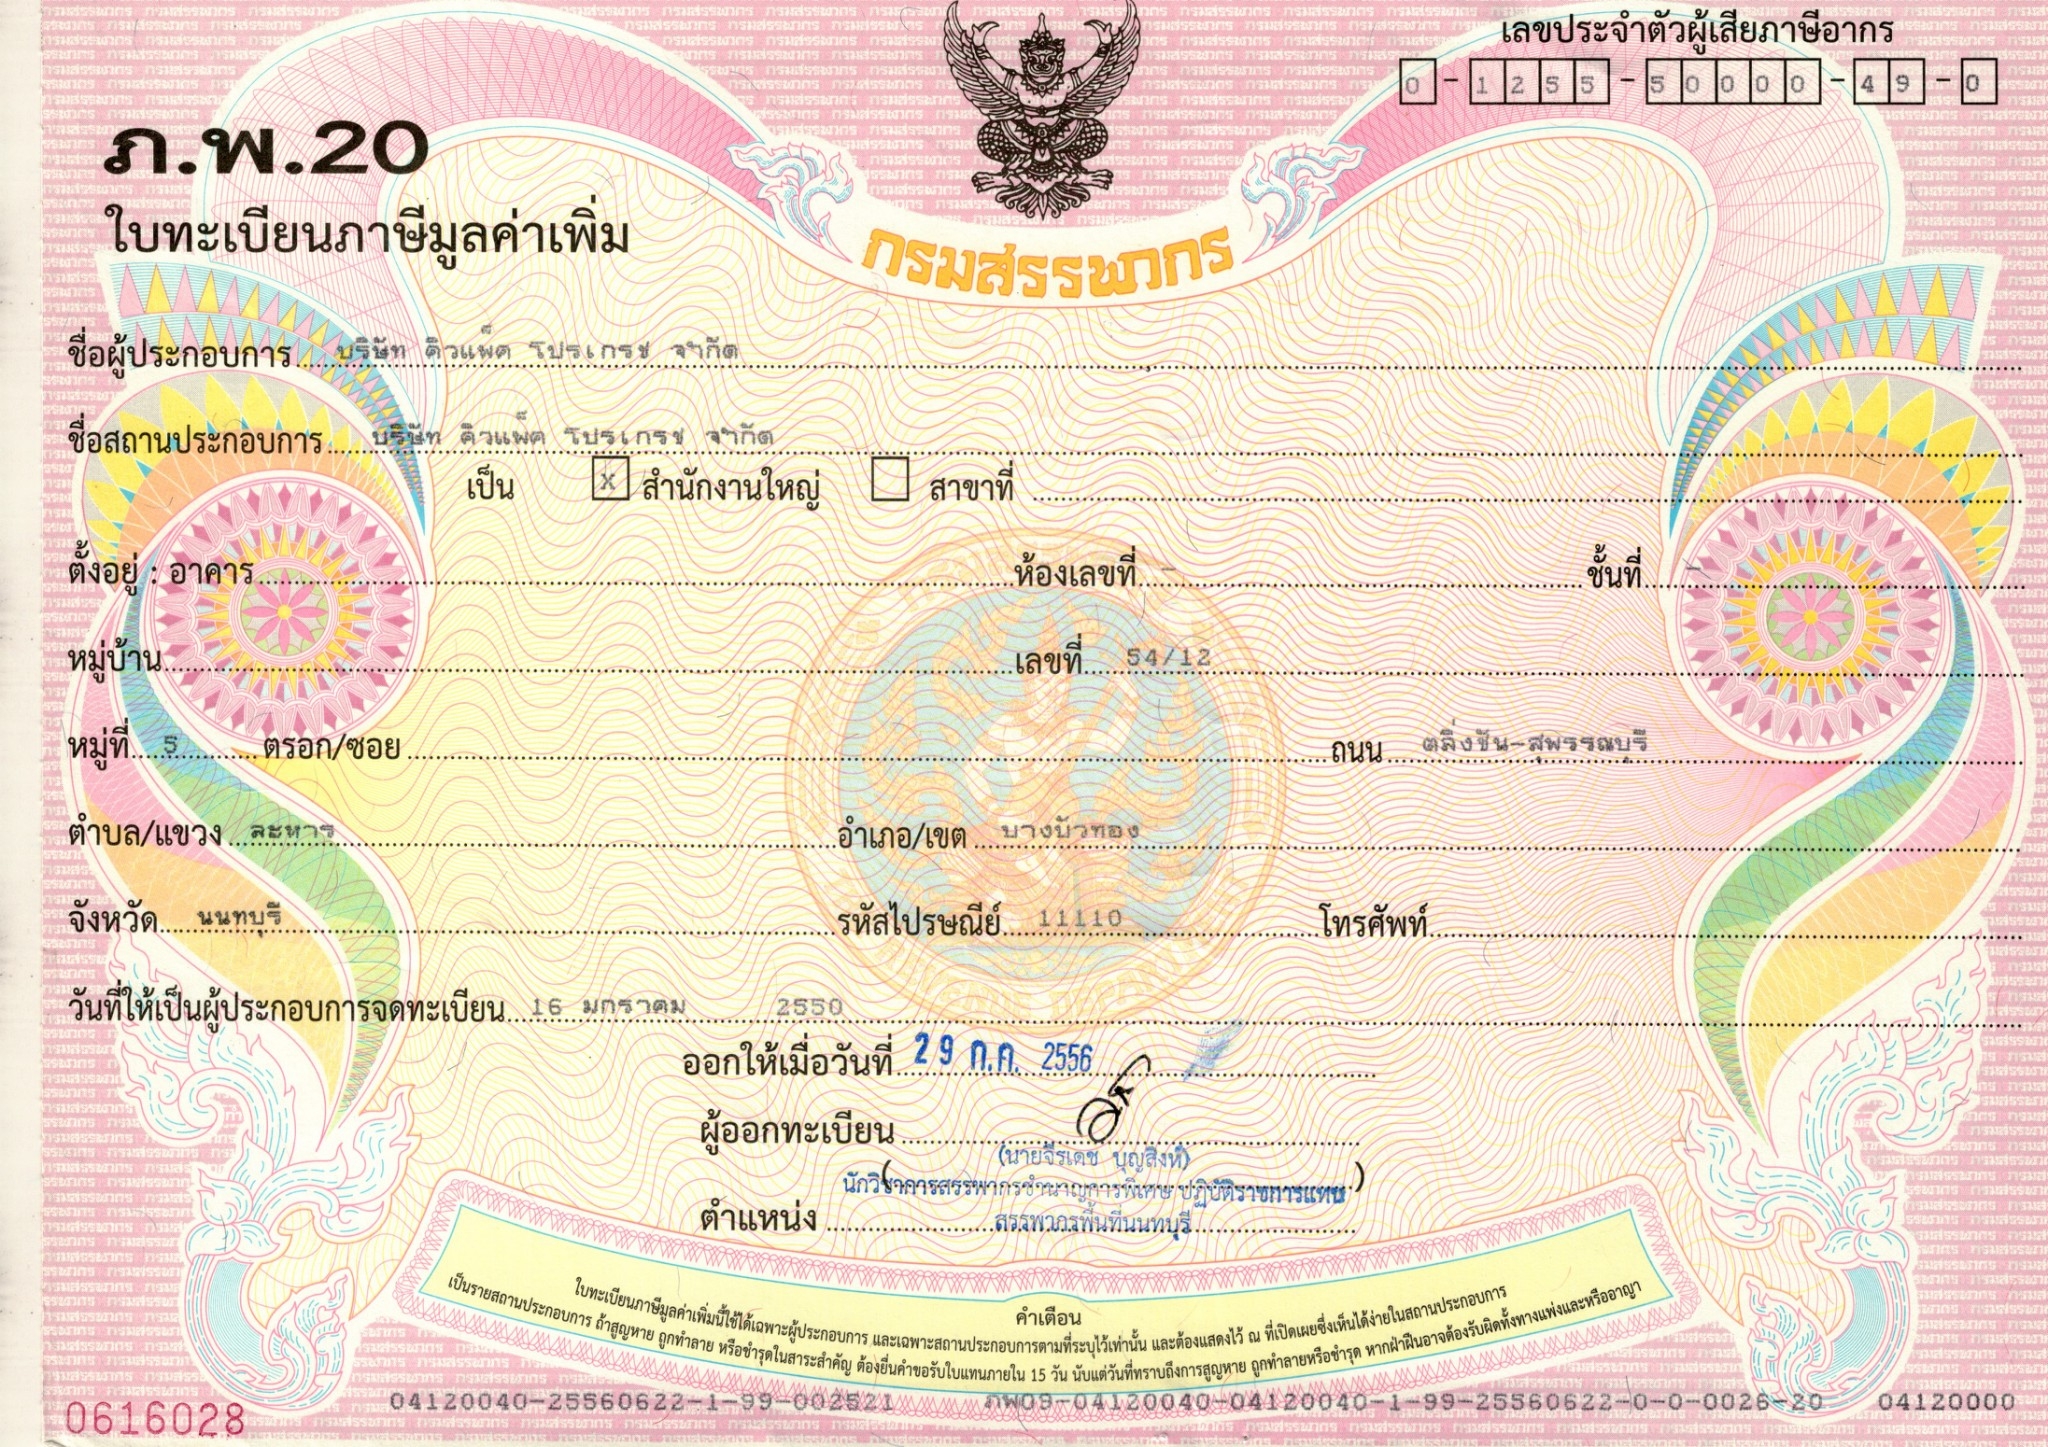 เลขประจำตัวผู้เสียภาษีอากร
0-1255-50000-49-0
ภ.พ.20
ใบทะเบียนภาษีมูลค่าเพิ่ม
กรมสรรพากร
ชื่อผู้ประกอบการ บริษัท คิวแพ็ค โปรเกรช จำกัด
ชื่อสถานประกอบการ บริษัท คิวแพ็ค โปรเกรช จำกัด
เป็น x สำนักงานใหญ่ สาขาที่
ตั้งอยู่ : อาคาร ห้องเลขที่ - ชั้นที่ -
หมู่บ้าน เลขที่ 54/12
หมู่ที่ 5 ตรอก/ซอย ถนน ตลิ่งชัน-สุพรรณบุรี
ตำบล/แขวง ละหาร อำเภอ/เขต บางบัวทอง
จังหวัด นนทบุรี รหัสไปรษณีย์ 11110 โทรศัพท์
วันที่ให้เป็นผู้ประกอบการจดทะเบียน 16 มกราคม 2550
ออกให้เมื่อวันที่ 29 ก.ค. 2556
ผู้ออกทะเบียน
(นายจีรเดช บุญสิงห์)
นักวิชาการสรรพากรชำนาญการพิเศษ ปฏิบัติราชการแทน
ตำแหน่ง สรรพากรพื้นที่นนทบุรี
คำเตือน
ใบทะเบียนภาษีมูลค่าเพิ่มนี้ใช้ได้เฉพาะผู้ประกอบการ และเฉพาะสถานประกอบการตามที่ระบุไว้เท่านั้น และต้องแสดงไว้ ณ ที่เปิดเผยซึ่งเห็นได้ง่ายในสถานประกอบการ
เป็นรายสถานประกอบการ ถ้าสูญหาย ถูกทำลาย หรือชำรุดในสาระสำคัญ ต้องยื่นคำขอรับใบแทนภายใน 15 วัน นับแต่วันที่ทราบถึงการสูญหาย ถูกทำลายหรือชำรุด หากฝ่าฝืนอาจต้องรับผิดทั้งทางแพ่งและหรืออาญา
04120040-25560622-1-99-002521 ภพ09-04120040-04120040-1-99-25560622-0-0-0026-20 04120000
0616028